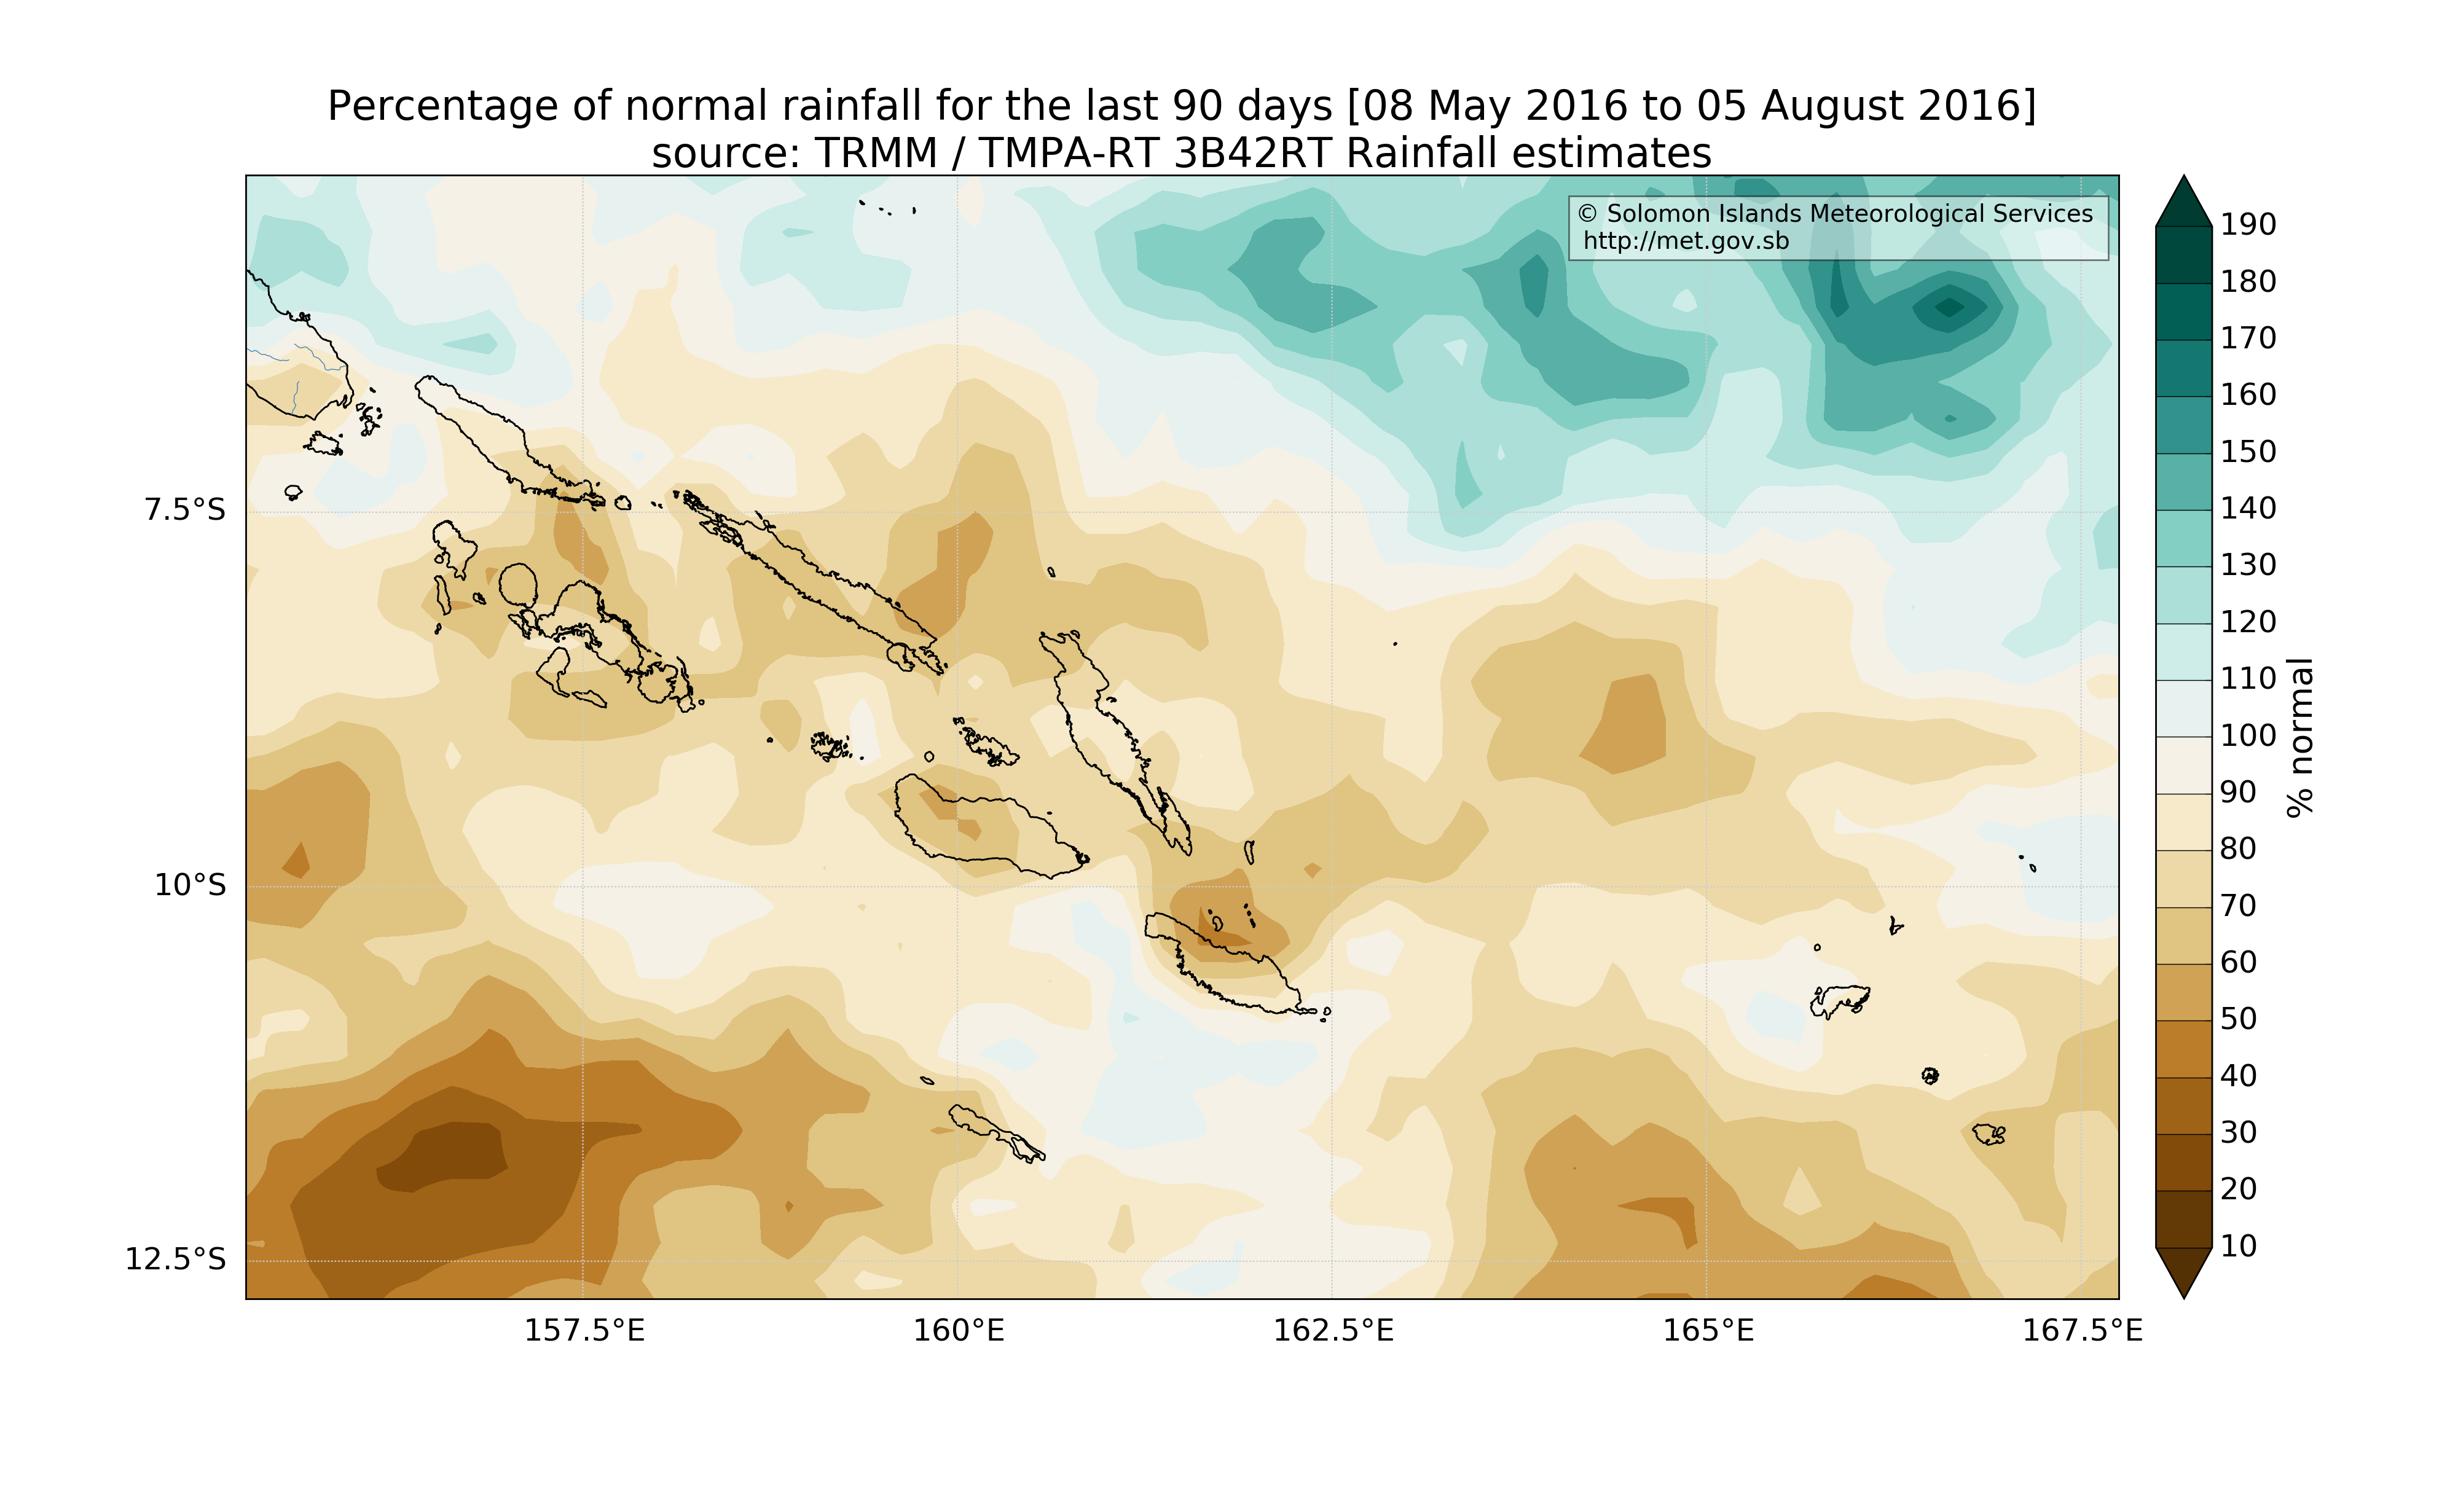 Percentage of normal rainfall for the last 90 days [08 May 2016 to 05 August 2016]
source: TRMM / TMPA-RT 3B42RT Rainfall estimates
© Solomon Islands Meteorological Services
http://met.gov.sb
7.5°S
10°S
12.5°S
157.5°E
160°E
162.5°E
165°E
167.5°E
190
180
170
160
150
140
130
120
110
100
90
80
70
60
50
40
30
20
10
% normal